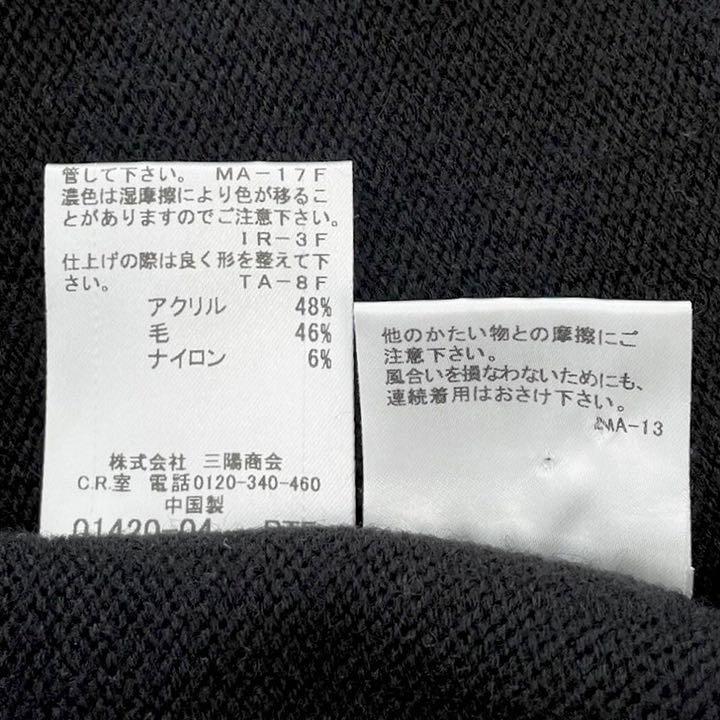 管して下さい。 MA-17F
濃色は湿摩擦により色が移るこ
とがありますのでご注意下さい。
IR-3F
仕上げの際は良く形を整えて下
さい。 TA-8F
アクリル 48%
毛 46%
ナイロン 6%
株式会社 三陽商会
C.R.室 電話0120-340-460
中国製
Q1420-04
他のかたい物との摩擦にご
注意下さい。
風合いを損なわないためにも、
連続着用はおさけ下さい。
MA-13